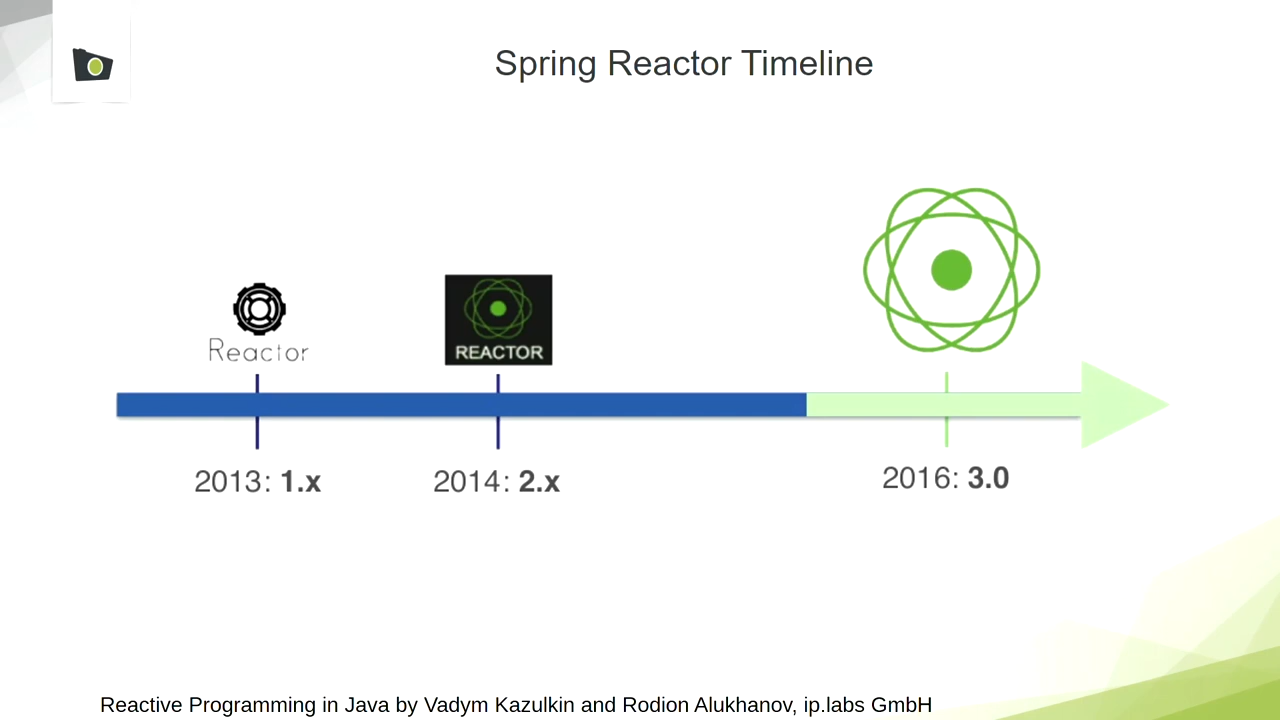 Spring Reactor Timeline
Reactor
REACTOR
2013: 1.x
2014: 2.x
2016: 3.0
Reactive Programming in Java by Vadym Kazulkin and Rodion Alukhanov, ip.labs GmbH